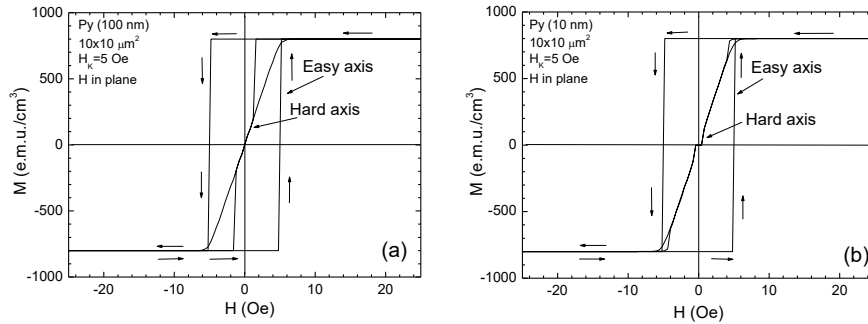 Py (100 nm)
10x10 μm²
H_K=5 Oe
H in plane
Easy axis
Hard axis
(a)
M (e.m.u./cm³)
1000
500
0
-500
-1000
-20 -10 0 10 20
H (Oe)
Py (10 nm)
10x10 μm²
H_K=5 Oe
H in plane
Easy axis
Hard axis
(b)
M (e.m.u./cm³)
1000
500
0
-500
-1000
-20 -10 0 10 20
H (Oe)